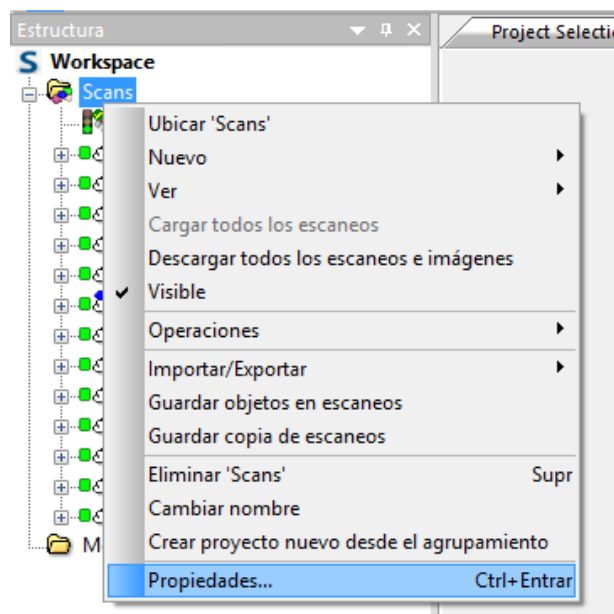 Estructura
Project Selecti
S Workspace
Scans
Ubicar 'Scans'
Nuevo
Ver
Cargar todos los escaneos
Descargar todos los escaneos e imágenes
Visible
Operaciones
Importar/Exportar
Guardar objetos en escaneos
Guardar copia de escaneos
Eliminar 'Scans' Supr
Cambiar nombre
Crear proyecto nuevo desde el agrupamiento
M
Propiedades... Ctrl+Entrar